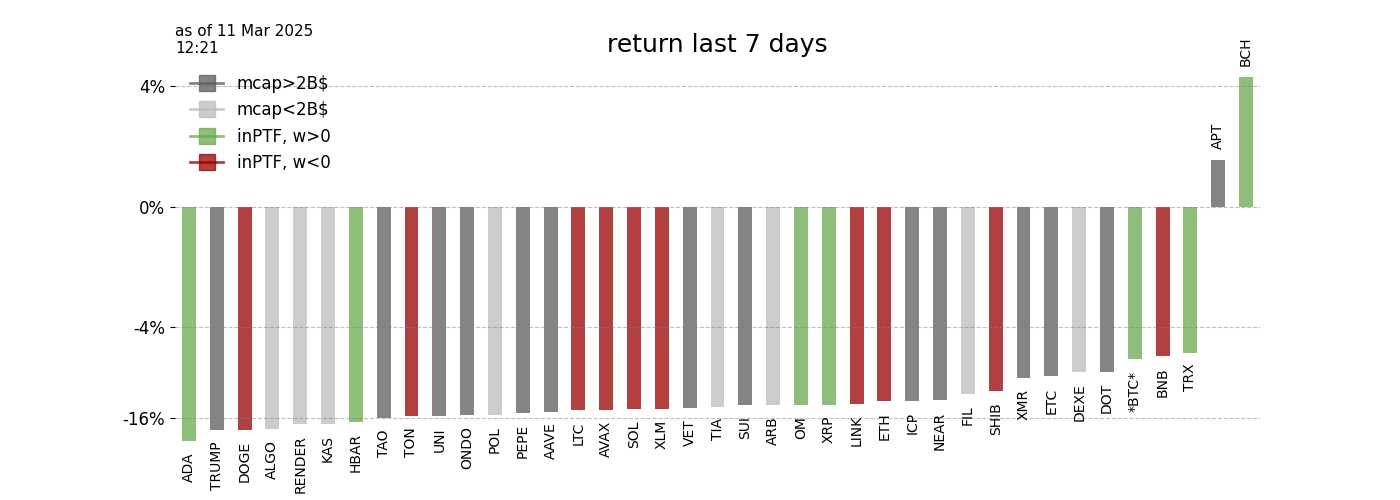 as of 11 Mar 2025
12:21
return last 7 days
mcap>2B$
mcap<2B$
inPTF, w>0
inPTF, w<0
4%
0%
-4%
-16%
ADA
TRUMP
DOGE
ALGO
RENDER
KAS
HBAR
TAO
TON
UNI
ONDO
POL
PEPE
AAVE
LTC
AVAX
SOL
XLM
VET
TIA
SUI
ARB
OM
XRP
LINK
ETH
ICP
NEAR
FIL
SHIB
XMR
ETC
DEXE
DOT
*BTC*
BNB
TRX
APT
BCH